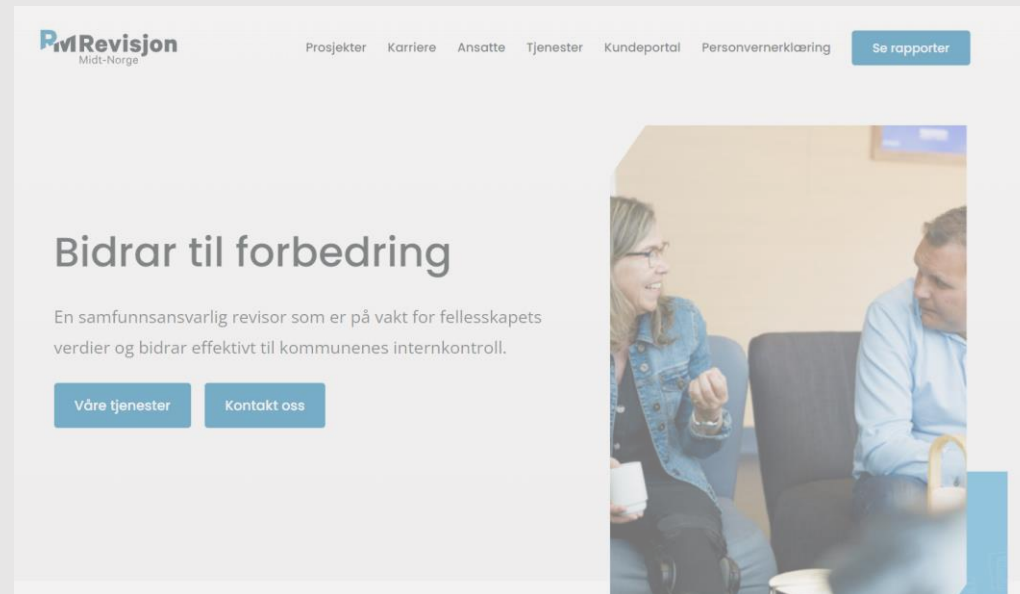 Revisjon
Midt-Norge
Prosjekter Karriere Ansatte Tjenester Kundeportal Personvernerklæring Se rapporter
Bidrar til forbedring
En samfunnsansvarlig revisor som er på vakt for fellesskapets
verdier og bidrar effektivt til kommunenes internkontroll.
Våre tjenester Kontakt oss